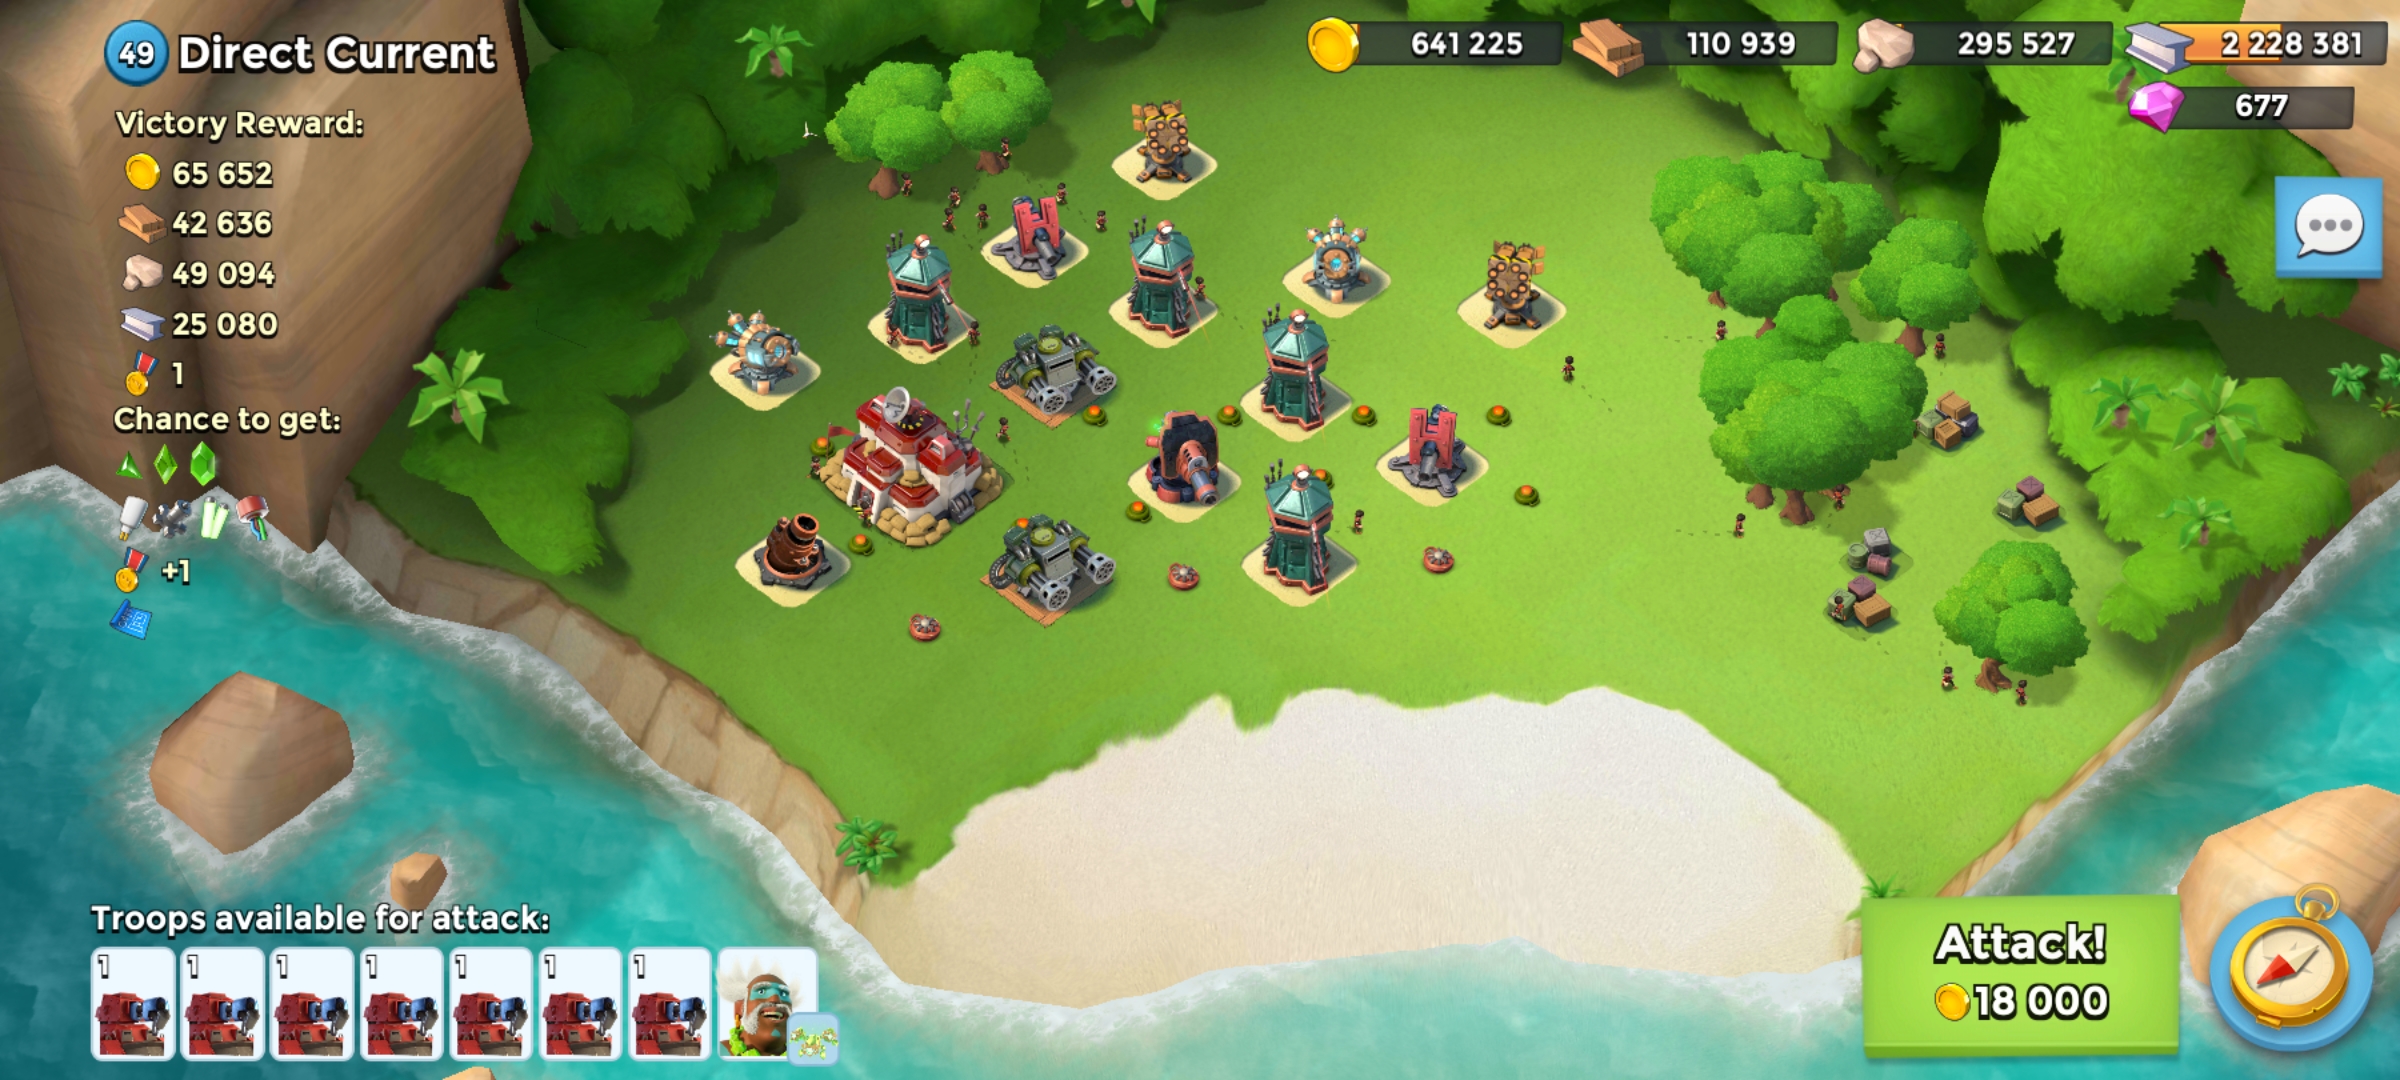 49 Direct Current
641 225
110 939
295 527
2 228 381
677
Victory Reward:
65 652
42 636
49 094
25 080
1
Chance to get:
+1
Troops available for attack:
1 1 1 1 1 1 1
Attack!
18 000